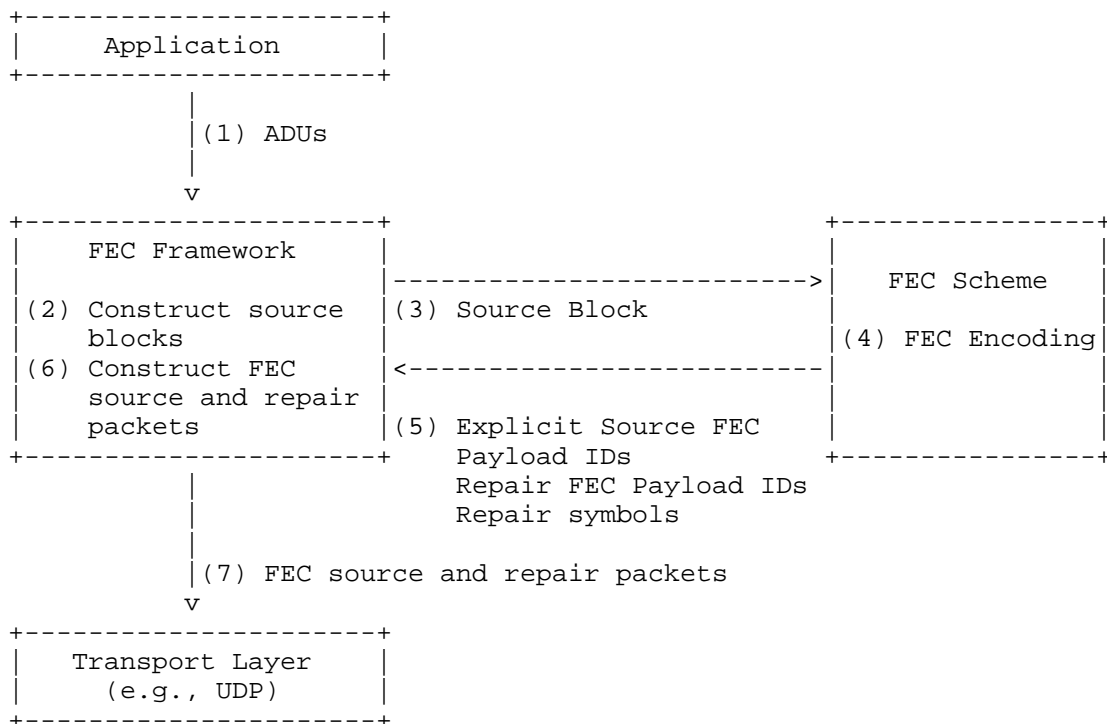 +----------------------+
|     Application      |
+----------------------+
           |
           |(1) ADUs
           |
           v
+----------------------+                           +----------------+
|    FEC Framework     |                           |                |
|                      |-------------------------->|   FEC Scheme   |
|(2) Construct source  |(3) Source Block           |                |
|    blocks            |                           |(4) FEC Encoding|
|(6) Construct FEC     |<--------------------------|                |
|    source and repair |                           |                |
|    packets           |(5) Explicit Source FEC    |                |
+----------------------+    Payload IDs            +----------------+
           |                Repair FEC Payload IDs
           |                Repair symbols
           |
           |(7) FEC source and repair packets
           v
+----------------------+
|   Transport Layer    |
|     (e.g., UDP)      |
+----------------------+